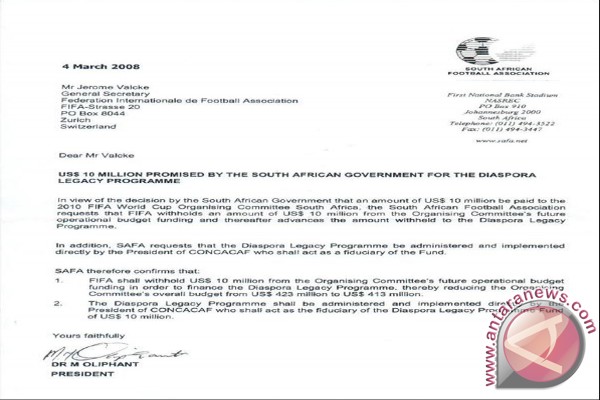 4 March 2008
SOUTH AFRICAN
FOOTBALL ASSOCIATION
First National Bank Stadium
NASREC
PO Box 910
Johannesburg 2000
South Africa
Telephone: (011) 494-3522
Fax: (011) 494-3447
www.safa.net
Mr Jerome Valcke
General Secretary
Federation Internationale de Football Association
FIFA-Strasse 20
PO Box 8044
Zurich
Switzerland
Dear Mr Valcke
US$ 10 MILLION PROMISED BY THE SOUTH AFRICAN GOVERNMENT FOR THE DIASPORA
LEGACY PROGRAMME
In view of the decision by the South African Government that an amount of US$ 10 million be paid to the
2010 FIFA World Cup Organising Committee South Africa, the South African Football Association
requests that FIFA withholds an amount of US$ 10 million from the Organising Committee's future
operational budget funding and thereafter advances the amount withheld to the Diaspora Legacy
Programme.
In addition, SAFA requests that the Diaspora Legacy Programme be administered and implemented
directly by the President of CONCACAF who shall act as a fiduciary of the Fund.
SAFA therefore confirms that:
1. FIFA shall withhold US$ 10 million from the Organising Committee's future operational budget
funding in order to finance the Diaspora Legacy Programme, thereby reducing the Organising
Committee's overall budget from US$ 423 million to US$ 413 million.
2. The Diaspora Legacy Programme shall be administered and implemented directly by the
President of CONCACAF who shall act as a fiduciary of the Diaspora Legacy Programme Fund
of US$ 10 million.
Yours faithfully
DR M OLIPHANT
PRESIDENT
www.antaranews.com
antaranews.com